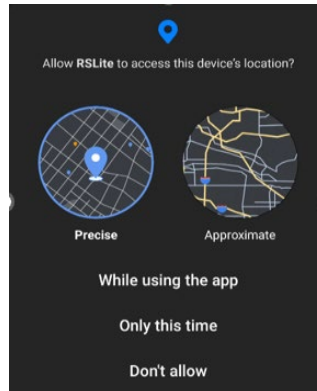 Allow RSLite to access this device's location?
Precise
Approximate
While using the app
Only this time
Don't allow